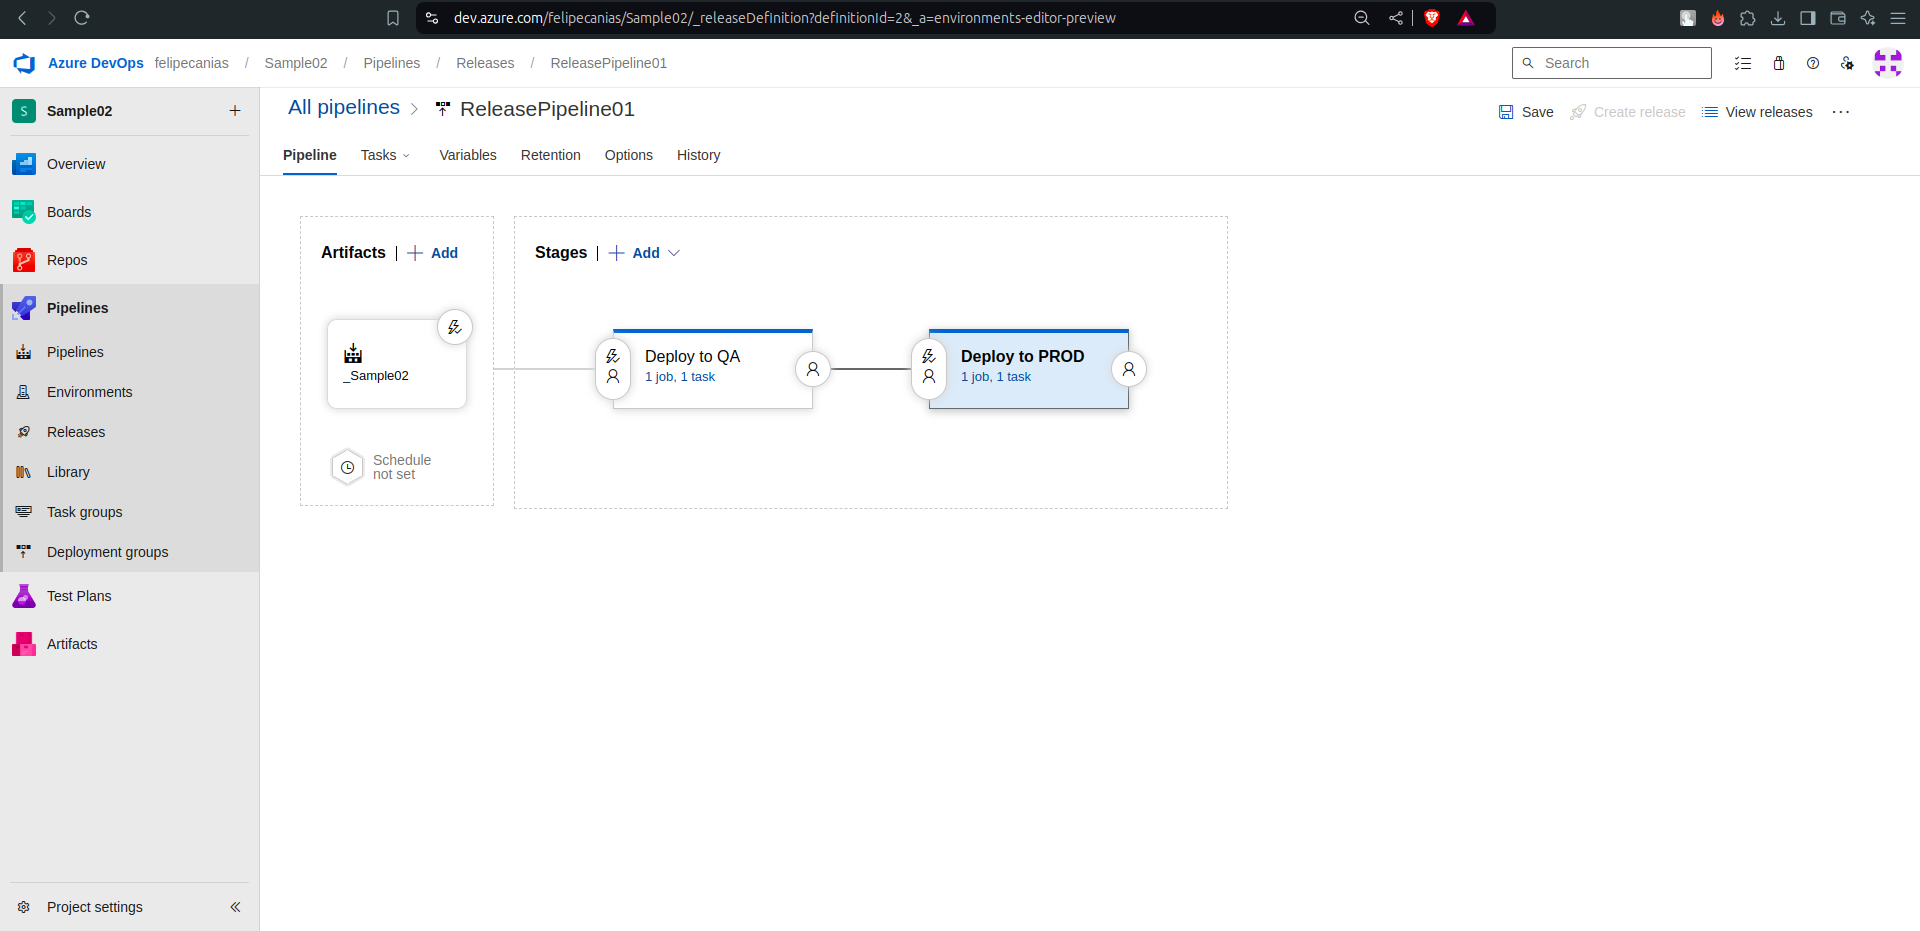 dev.azure.com/felipecanias/Sample02/_releaseDefinition?definitionId=2&_a=environments-editor-preview
Azure DevOps felipecanias / Sample02 / Pipelines / Releases / ReleasePipeline01
Search
S Sample02 +
Overview
Boards
Repos
Pipelines
Pipelines
Environments
Releases
Library
Task groups
Deployment groups
Test Plans
Artifacts
Project settings
All pipelines > ReleasePipeline01
Save Create release View releases ...
Pipeline Tasks Variables Retention Options History
Artifacts | + Add
_Sample02
Schedule
not set
Stages | + Add
Deploy to QA
1 job, 1 task
Deploy to PROD
1 job, 1 task